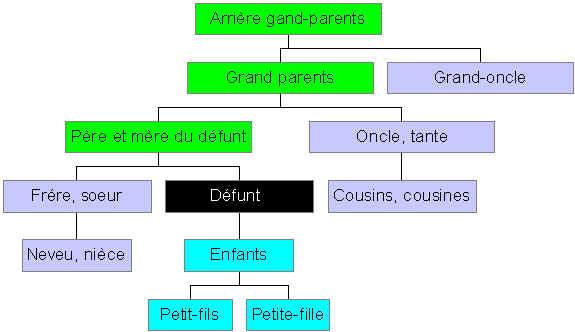 Arrière gand-parents
Grand parents
Grand-oncle
Père et mère du défunt
Oncle, tante
Frère, soeur
Défunt
Cousins, cousines
Neveu, nièce
Enfants
Petit-fils
Petite-fille